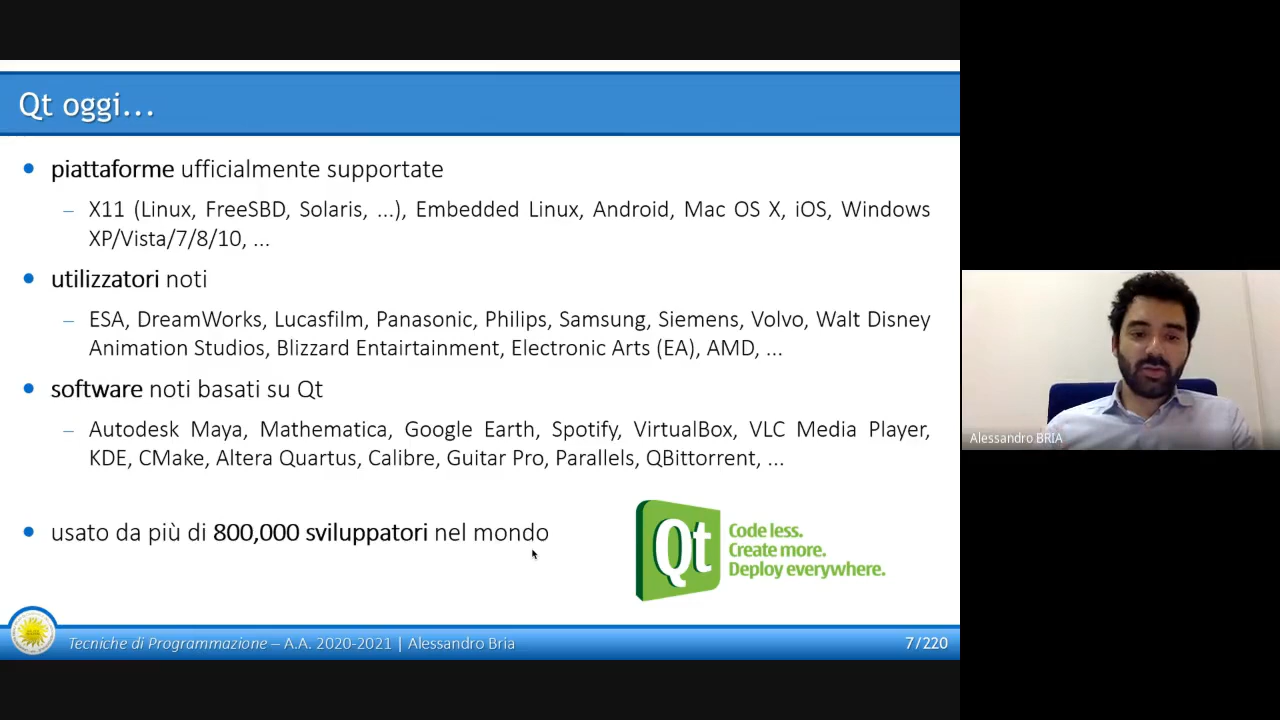 Qt oggi...
• piattaforme ufficialmente supportate
– X11 (Linux, FreeSBD, Solaris, ...), Embedded Linux, Android, Mac OS X, iOS, Windows
XP/Vista/7/8/10, ...
• utilizzatori noti
– ESA, DreamWorks, Lucasfilm, Panasonic, Philips, Samsung, Siemens, Volvo, Walt Disney
Animation Studios, Blizzard Entairtainment, Electronic Arts (EA), AMD, ...
• software noti basati su Qt
– Autodesk Maya, Mathematica, Google Earth, Spotify, VirtualBox, VLC Media Player,
KDE, CMake, Altera Quartus, Calibre, Guitar Pro, Parallels, QBittorrent, ...
• usato da più di 800,000 sviluppatori nel mondo
Qt
Code less.
Create more.
Deploy everywhere.
Tecniche di Programmazione – A.A. 2020-2021 | Alessandro Bria
7/220
Alessandro BRIA